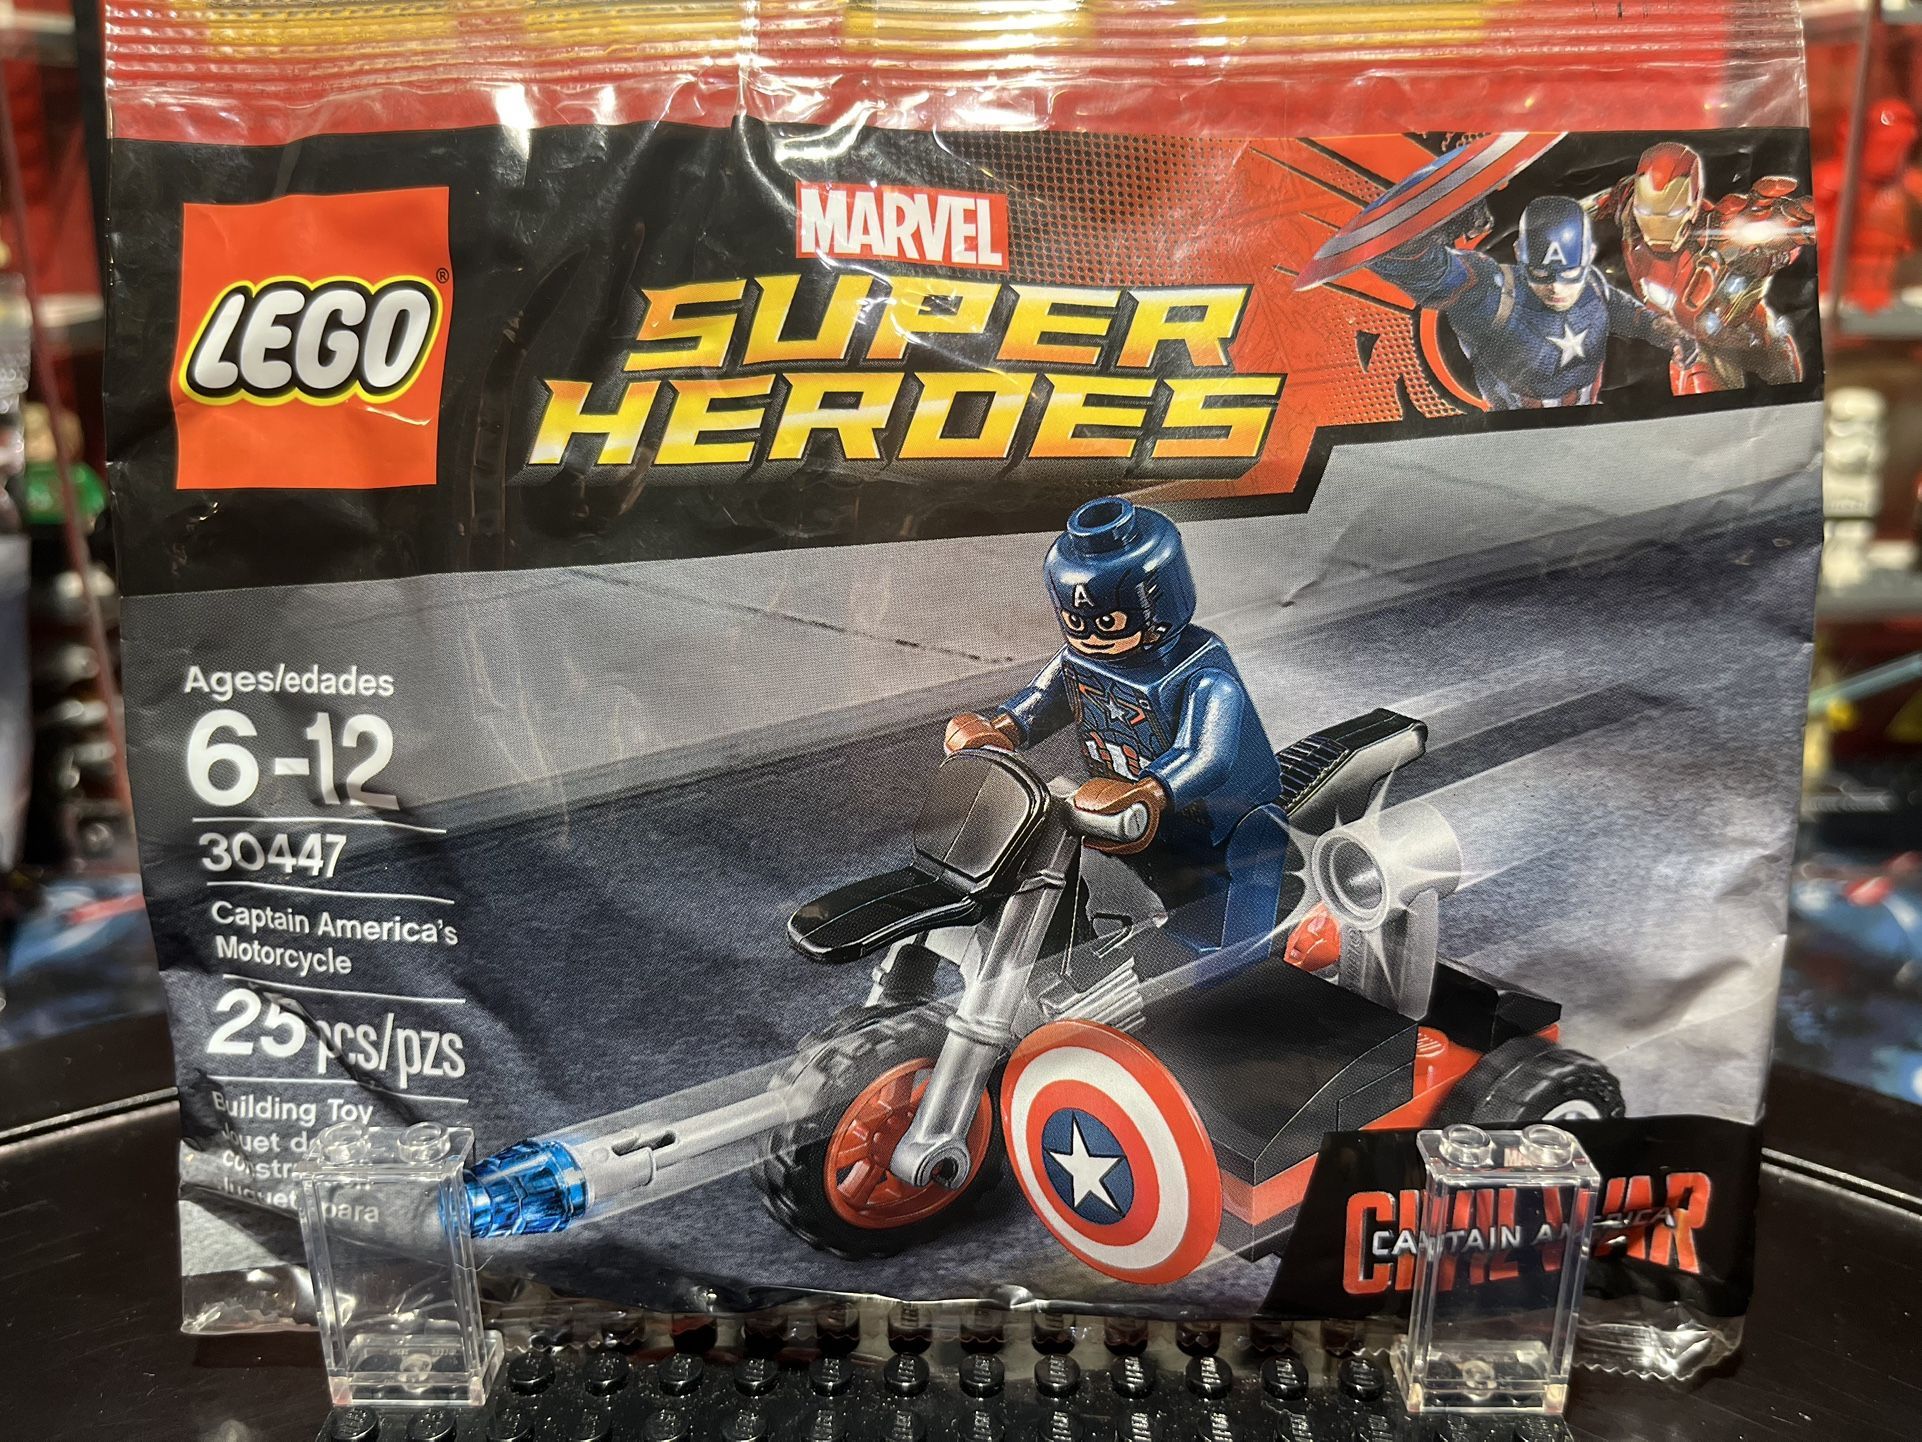 LEGO®
MARVEL
SUPER
HEROES
A
A
Ages/edades
6-12
30447
Captain America's
Motorcycle
25 pcs/pzs
Building Toy
para
CIVIL WAR
CAPTAIN AMERICA